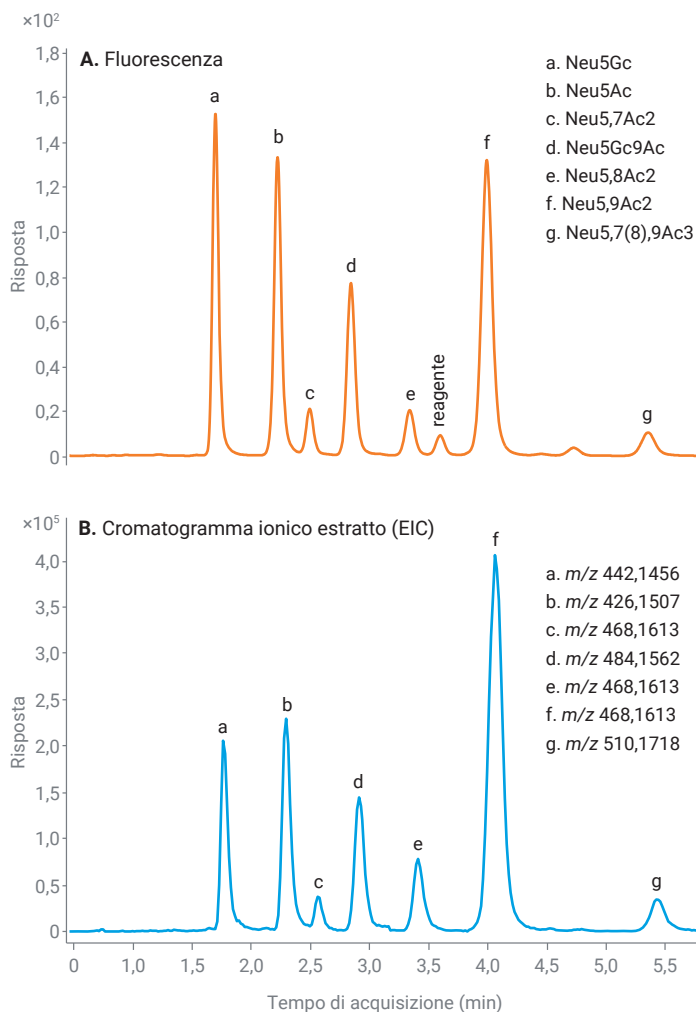 ×10²
A. Fluorescenza
1,8
1,6
1,4
1,2
1,0
0,8
0,6
0,4
0,2
0
Risposta
a
b
c
d
e
reagente
f
g
a. Neu5Gc
b. Neu5Ac
c. Neu5,7Ac2
d. Neu5Gc9Ac
e. Neu5,8Ac2
f. Neu5,9Ac2
g. Neu5,7(8),9Ac3
×10⁵
B. Cromatogramma ionico estratto (EIC)
4,0
3,5
3,0
2,5
2,0
1,5
1,0
0,5
0
Risposta
a
b
c
d
e
f
g
a. m/z 442,1456
b. m/z 426,1507
c. m/z 468,1613
d. m/z 484,1562
e. m/z 468,1613
f. m/z 468,1613
g. m/z 510,1718
0 1,0 1,5 2,0 2,5 3,0 3,5 4,0 4,5 5,0 5,5
Tempo di acquisizione (min)